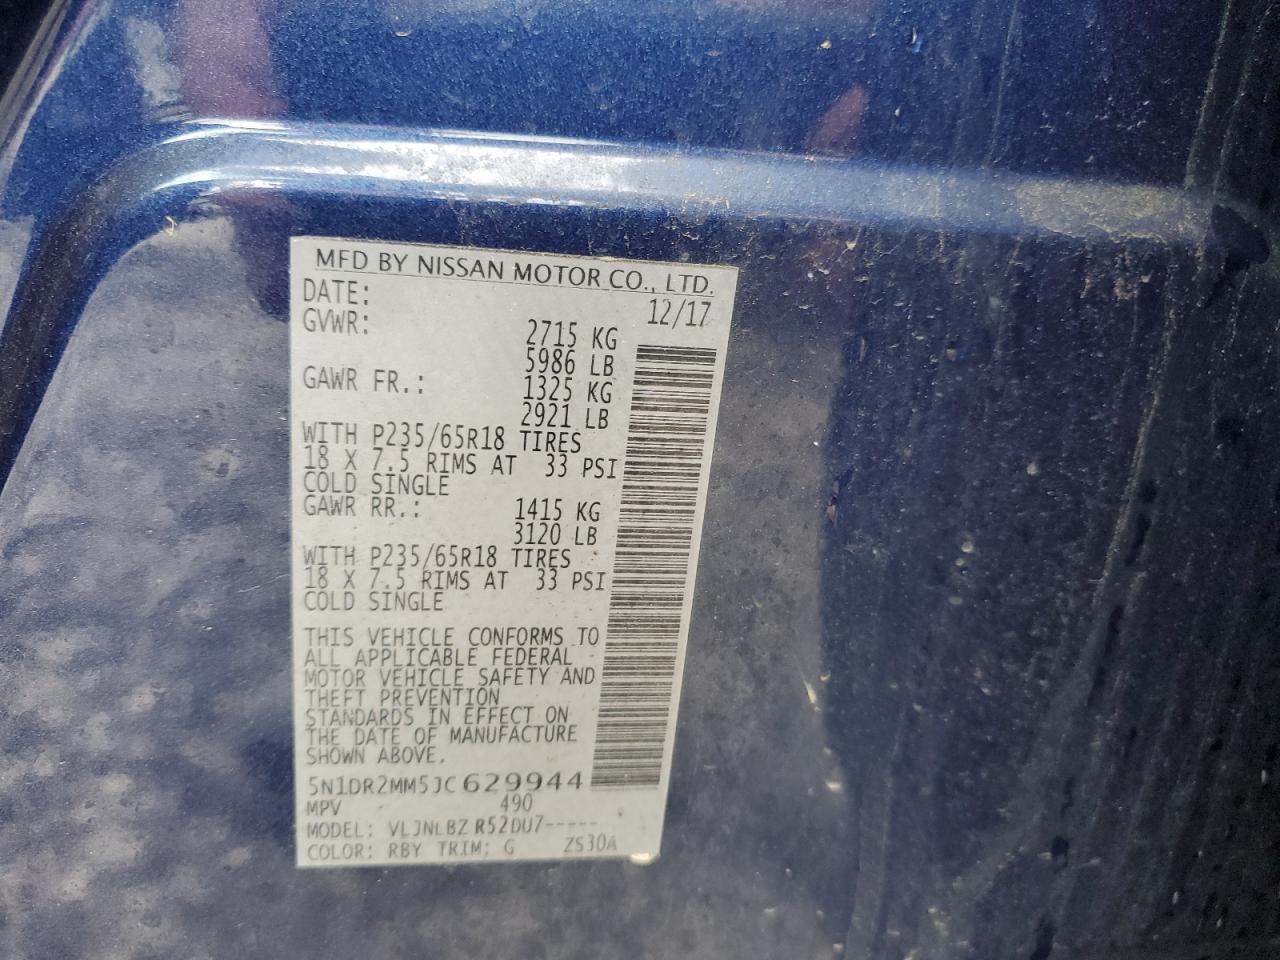 MFD BY NISSAN MOTOR CO., LTD.
DATE: 12/17
GVWR: 2715 KG
5986 LB
GAWR FR.: 1325 KG
2921 LB
WITH P235/65R18 TIRES
18 X 7.5 RIMS AT 33 PSI
COLD SINGLE
GAWR RR.: 1415 KG
3120 LB
WITH P235/65R18 TIRES
18 X 7.5 RIMS AT 33 PSI
COLD SINGLE
THIS VEHICLE CONFORMS TO
ALL APPLICABLE FEDERAL
MOTOR VEHICLE SAFETY AND
THEFT PREVENTION
STANDARDS IN EFFECT ON
THE DATE OF MANUFACTURE
SHOWN ABOVE.
5N1DR2MM5JC629944
MPV 490
MODEL: VLJNLBZ R52DU7-----
COLOR: RBY TRIM: G ZS30A